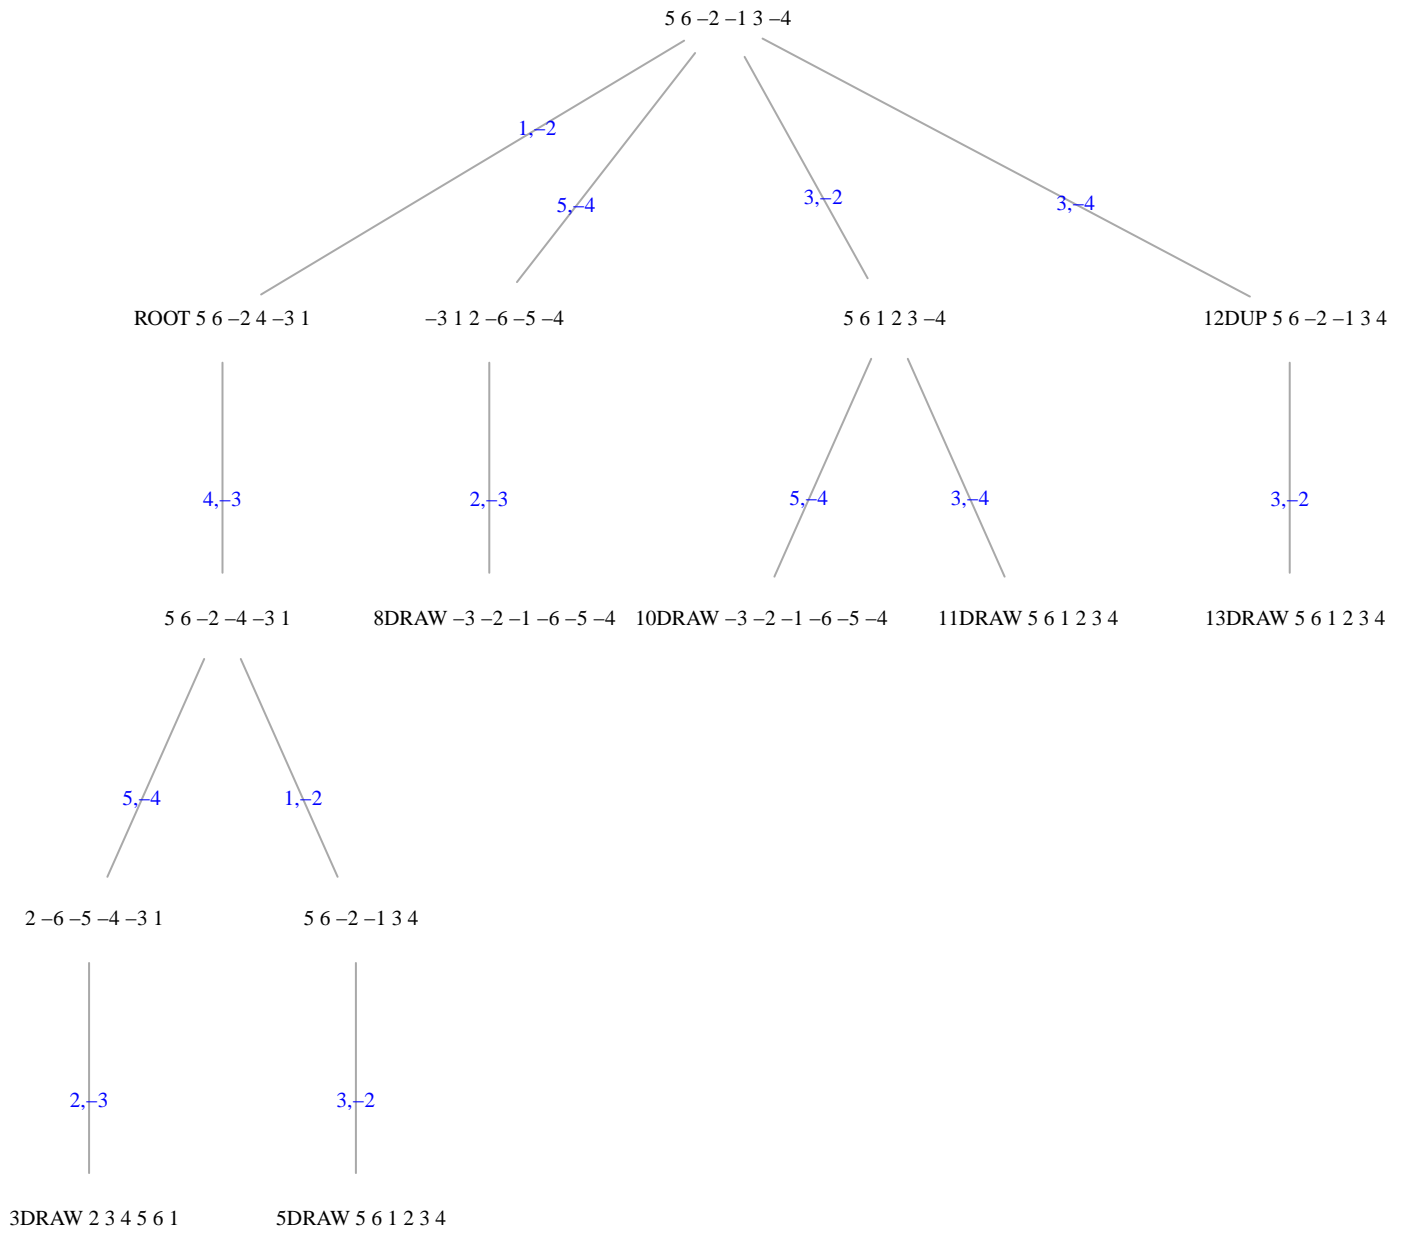 5 6 –2 –1 3 –4
1,–2
5,–4
3,–2
3,–4
ROOT 5 6 –2 4 –3 1
–3 1 2 –6 –5 –4
5 6 1 2 3 –4
12DUP 5 6 –2 –1 3 4
4,–3
2,–3
5,–4
3,–4
3,–2
5 6 –2 –4 –3 1
8DRAW –3 –2 –1 –6 –5 –4
10DRAW –3 –2 –1 –6 –5 –4
11DRAW 5 6 1 2 3 4
13DRAW 5 6 1 2 3 4
5,–4
1,–2
2 –6 –5 –4 –3 1
5 6 –2 –1 3 4
2,–3
3,–2
3DRAW 2 3 4 5 6 1
5DRAW 5 6 1 2 3 4